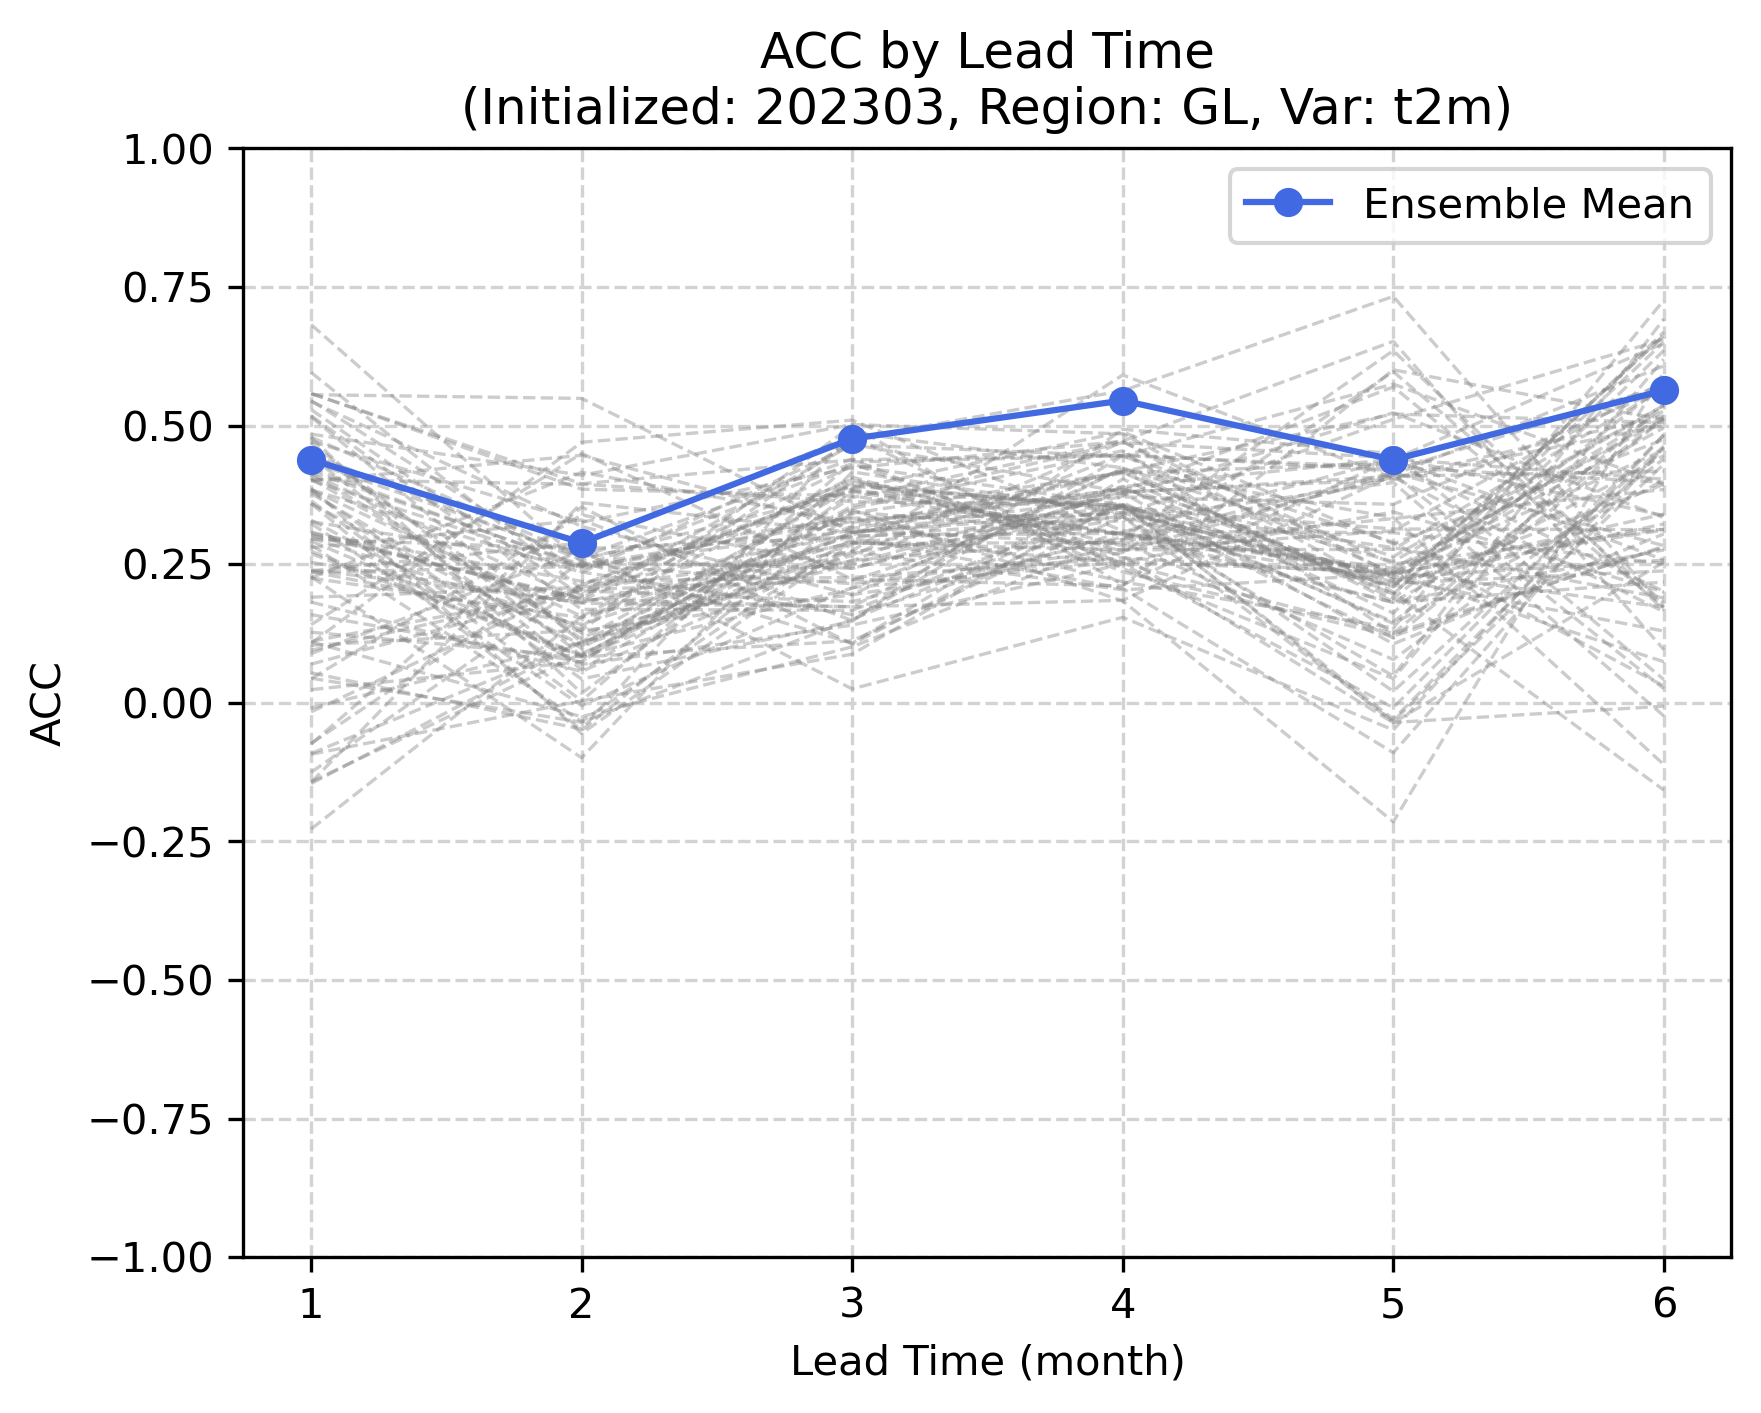 ACC by Lead Time
(Initialized: 202303, Region: GL, Var: t2m)
Ensemble Mean
1.00
0.75
0.50
0.25
0.00
−0.25
−0.50
−0.75
−1.00
ACC
1 2 3 4 5 6
Lead Time (month)